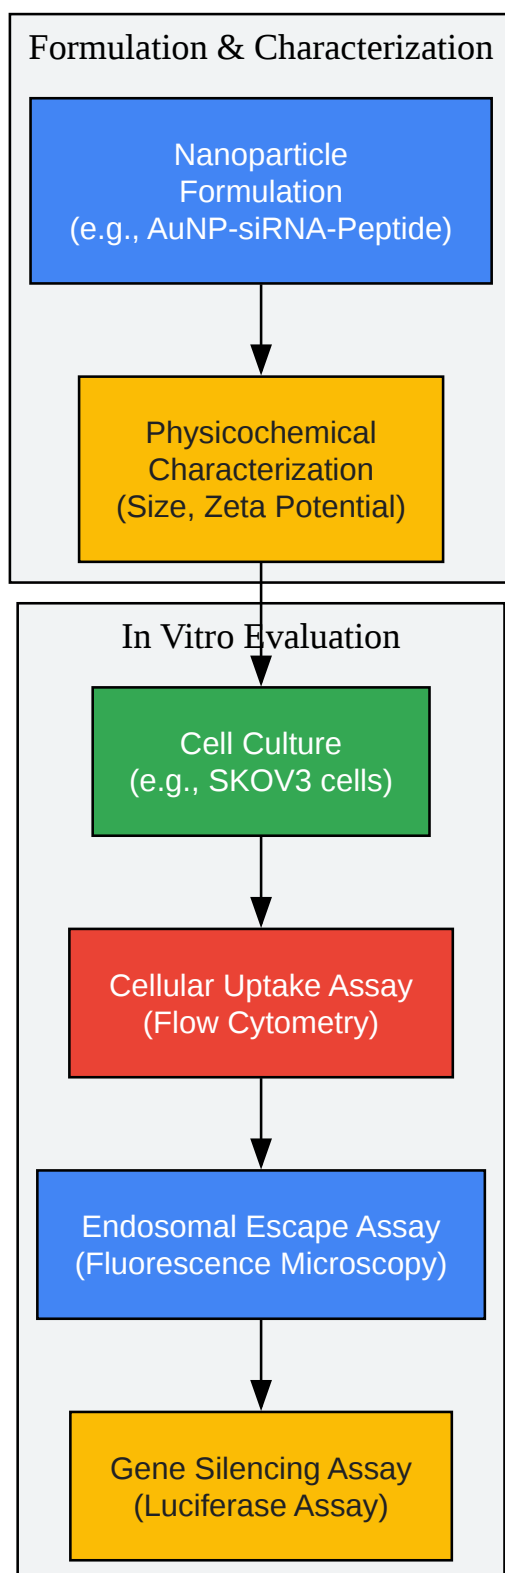 Formulation & Characterization
Nanoparticle
Formulation
(e.g., AuNP-siRNA-Peptide)
Physicochemical
Characterization
(Size, Zeta Potential)
In Vitro Evaluation
Cell Culture
(e.g., SKOV3 cells)
Cellular Uptake Assay
(Flow Cytometry)
Endosomal Escape Assay
(Fluorescence Microscopy)
Gene Silencing Assay
(Luciferase Assay)